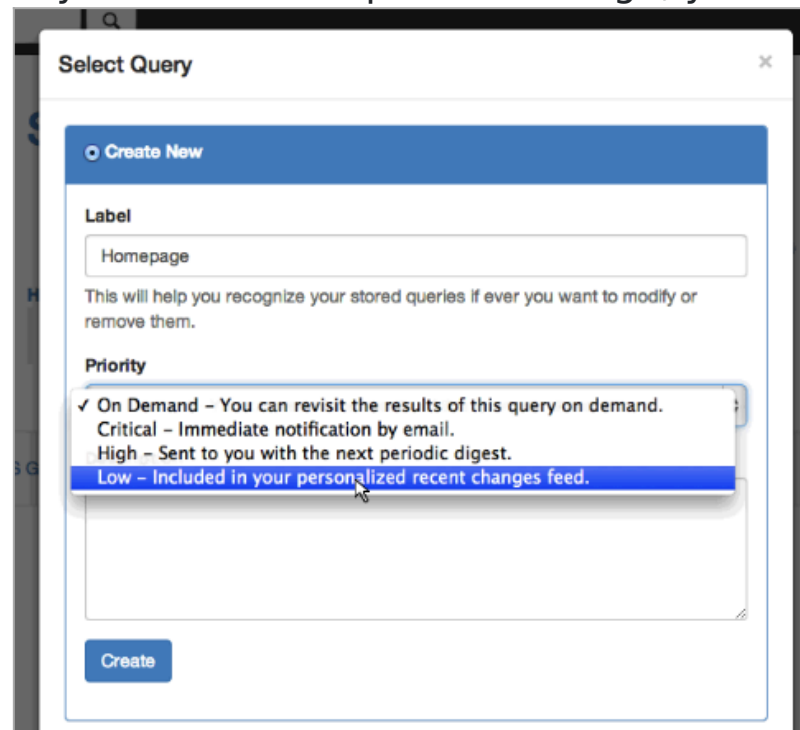 Select Query
×
Create New
Label
Homepage
This will help you recognize your stored queries if ever you want to modify or
remove them.
Priority
✓ On Demand – You can revisit the results of this query on demand.
Critical – Immediate notification by email.
High – Sent to you with the next periodic digest.
Low – Included in your personalized recent changes feed.
Create